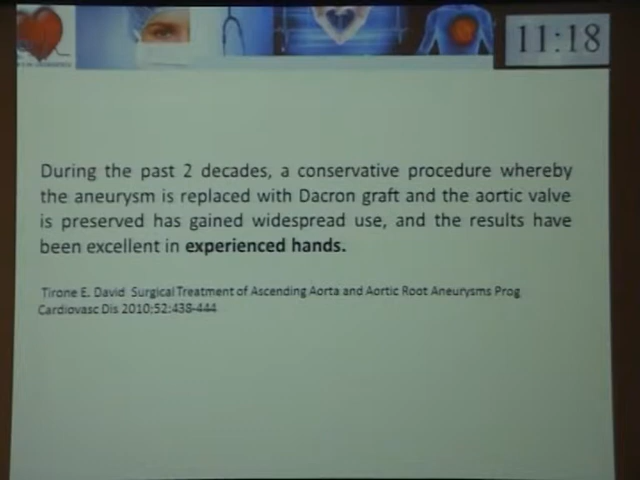 11:18
During the past 2 decades, a conservative procedure whereby
the aneurysm is replaced with Dacron graft and the aortic valve
is preserved has gained widespread use, and the results have
been excellent in experienced hands.
Tirone E. David Surgical Treatment of Ascending Aorta and Aortic Root Aneurysms Prog
Cardiovasc Dis 2010;52:438-444